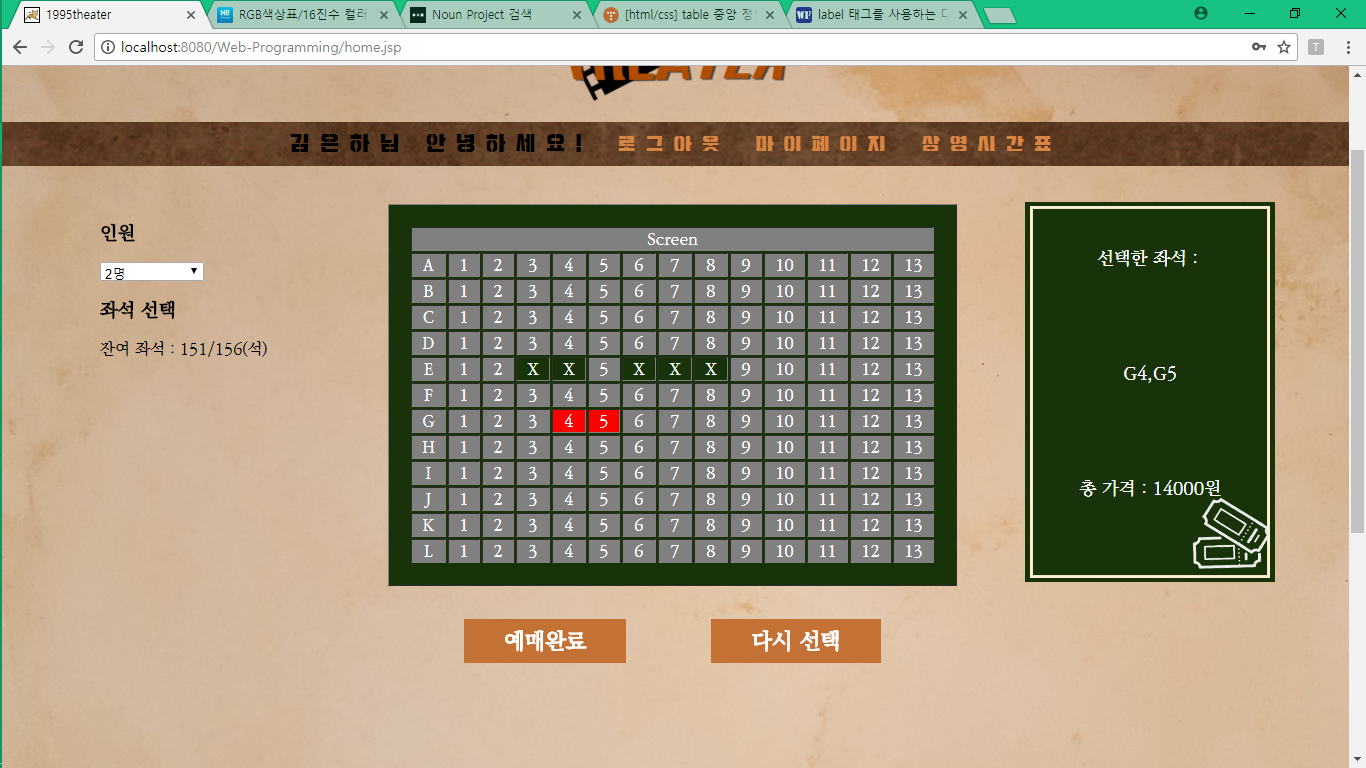 1995theater
RGB색상표/16진수 컬러
Noun Project 검색
[html/css] table 중앙 정
label 태그를 사용하는
localhost:8080/Web-Programming/home.jsp
T
김은하님 안녕하세요! 로그아웃 마이페이지 상영시간표
인원
2명
좌석 선택
잔여 좌석 : 151/156(석)
Screen
A 1 2 3 4 5 6 7 8 9 10 11 12 13
B 1 2 3 4 5 6 7 8 9 10 11 12 13
C 1 2 3 4 5 6 7 8 9 10 11 12 13
D 1 2 3 4 5 6 7 8 9 10 11 12 13
E 1 2 X X 5 X X X 9 10 11 12 13
F 1 2 3 4 5 6 7 8 9 10 11 12 13
G 1 2 3 4 5 6 7 8 9 10 11 12 13
H 1 2 3 4 5 6 7 8 9 10 11 12 13
I 1 2 3 4 5 6 7 8 9 10 11 12 13
J 1 2 3 4 5 6 7 8 9 10 11 12 13
K 1 2 3 4 5 6 7 8 9 10 11 12 13
L 1 2 3 4 5 6 7 8 9 10 11 12 13
선택한 좌석 :
G4,G5
총 가격 : 14000원
예매완료
다시 선택